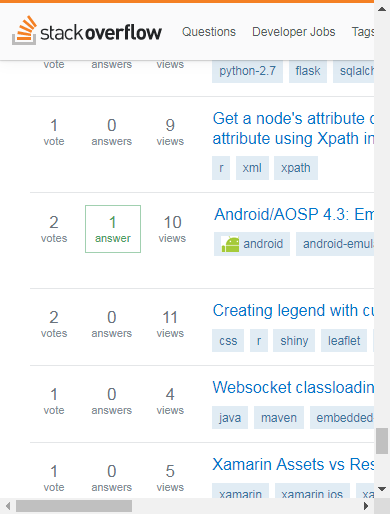 stackoverflow Questions Developer Jobs Tags
vote answers views
python-2.7 flask sqlalch
1 0 9
vote answers views
Get a node's attribute
attribute using Xpath in
r xml xpath
2 1 10
votes answer views
Android/AOSP 4.3: Em
android android-emula
2 0 11
votes answers views
Creating legend with cu
css r shiny leaflet
1 0 4
vote answers views
Websocket classloadin
java maven embedded
1 0 5
vote answers views
Xamarin Assets vs Res
xamarin xamarin.ios xa